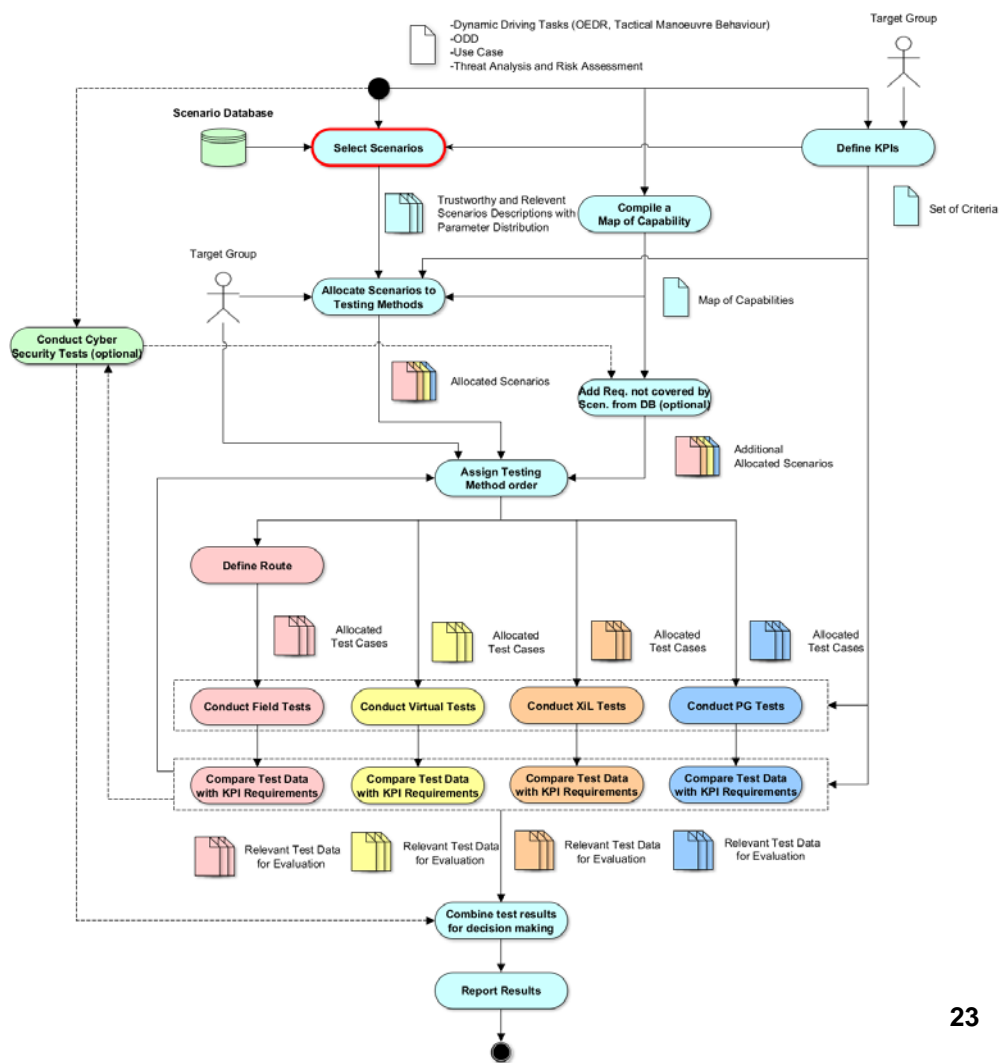 -Dynamic Driving Tasks (OEDR, Tactical Manoeuvre Behaviour)
-ODD
-Use Case
-Threat Analysis and Risk Assessment
Target Group
Scenario Database
Select Scenarios
Define KPIs
Trustworthy and Relevent
Scenarios Descriptions with
Parameter Distribution
Compile a
Map of Capability
Set of Criteria
Target Group
Allocate Scenarios to
Testing Methods
Map of Capabilities
Conduct Cyber
Security Tests (optional)
Allocated Scenarios
Add Req. not covered by
Scen. from DB (optional)
Additional
Allocated Scenarios
Assign Testing
Method order
Define Route
Allocated
Test Cases
Allocated
Test Cases
Allocated
Test Cases
Allocated
Test Cases
Conduct Field Tests
Conduct Virtual Tests
Conduct XiL Tests
Conduct PG Tests
Compare Test Data
with KPI Requirements
Compare Test Data
with KPI Requirements
Compare Test Data
with KPI Requirements
Compare Test Data
with KPI Requirements
Relevant Test Data
for Evaluation
Relevant Test Data
for Evaluation
Relevant Test Data
for Evaluation
Relevant Test Data
for Evaluation
Combine test results
for decision making
Report Results
23